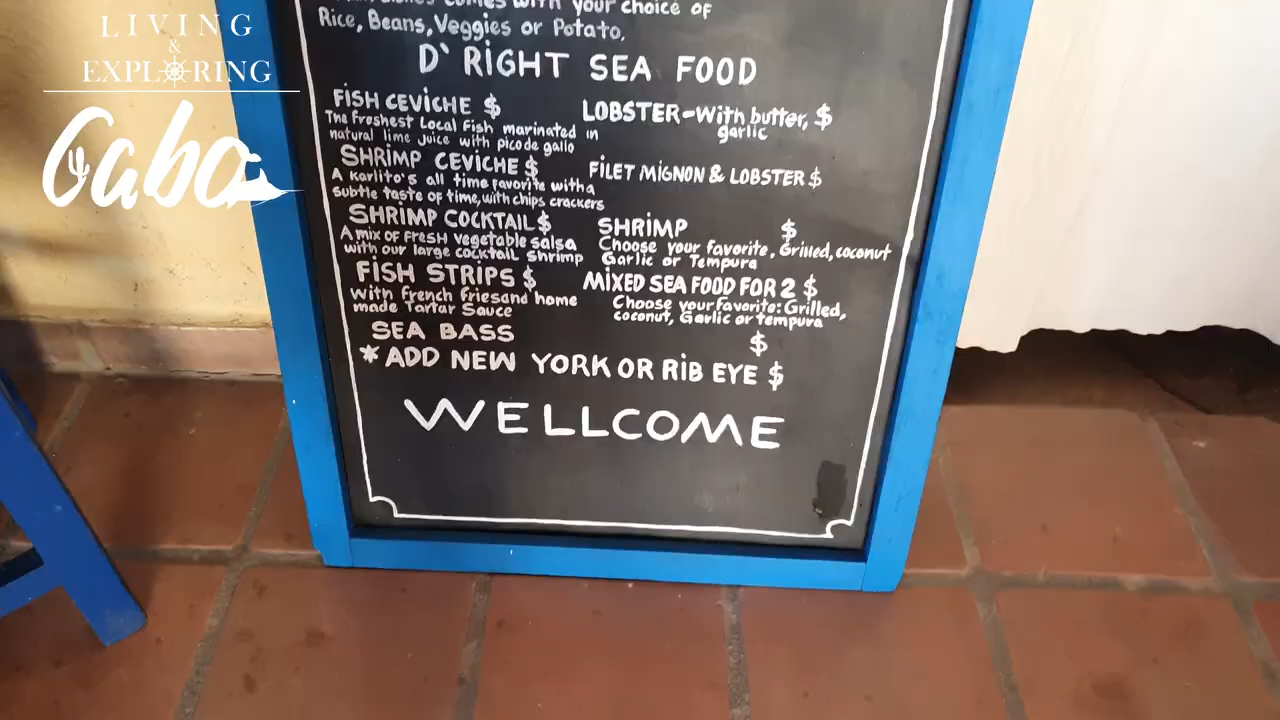 LIVING
&
EXPLORING
Cabo
comes with your choice of
Rice, Beans, Veggies or Potato,
D' RIGHT SEA FOOD
FISH CEVICHE $
The freshest Local Fish marinated in
natural lime juice with pico de gallo
SHRIMP CEVICHE $
A Karlito's all time favorite with a
subtle taste of time, with chips crackers
SHRIMP COCKTAIL $
A mix of FRESH vegetable salsa
with our large cocktail shrimp
FISH STRIPS $
With french friesand home
made Tartar Sauce
SEA BASS
$
LOBSTER-With butter, $
garlic
FILET MIGNON & LOBSTER $
SHRIMP $
Choose your favorite, Grilled, coconut
Garlic or Tempura
MIXED SEA FOOD FOR 2 $
Choose your favorite: Grilled,
coconut, Garlic or tempura
* ADD NEW YORK OR RIB EYE $
WELLCOME